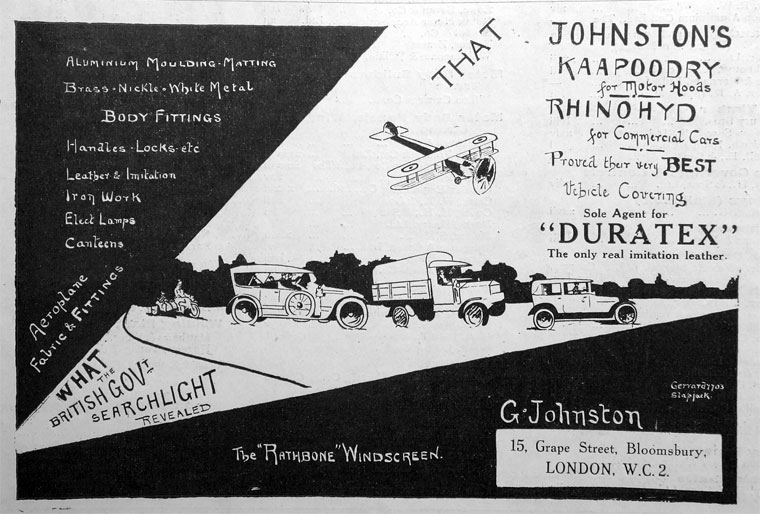 ALUMINIUM MOULDING - MATTING
BRASS - NICKLE - WHITE METAL
BODY FITTINGS
HANDLES - LOCKS - etc
LEATHER & IMITATION
IRON WORK
ELECT LAMPS
CANTEENS
AEROPLANE
FABRIC & FITTINGS
WHAT
THE
BRITISH GOVT
SEARCHLIGHT
REVEALED
THAT
JOHNSTON'S
KAAPOODRY
for MOTOR HOODS
RHINOHYD
for COMMERCIAL CARS
Proved their very BEST
Vehicle Covering
Sole Agent for
"DURATEX"
The only real imitation leather.
Gerrard 7703
Slapjack.
G. JOHNSTON
15, Grape Street, Bloomsbury,
LONDON, W.C. 2.
The "RATHBONE" WINDSCREEN.